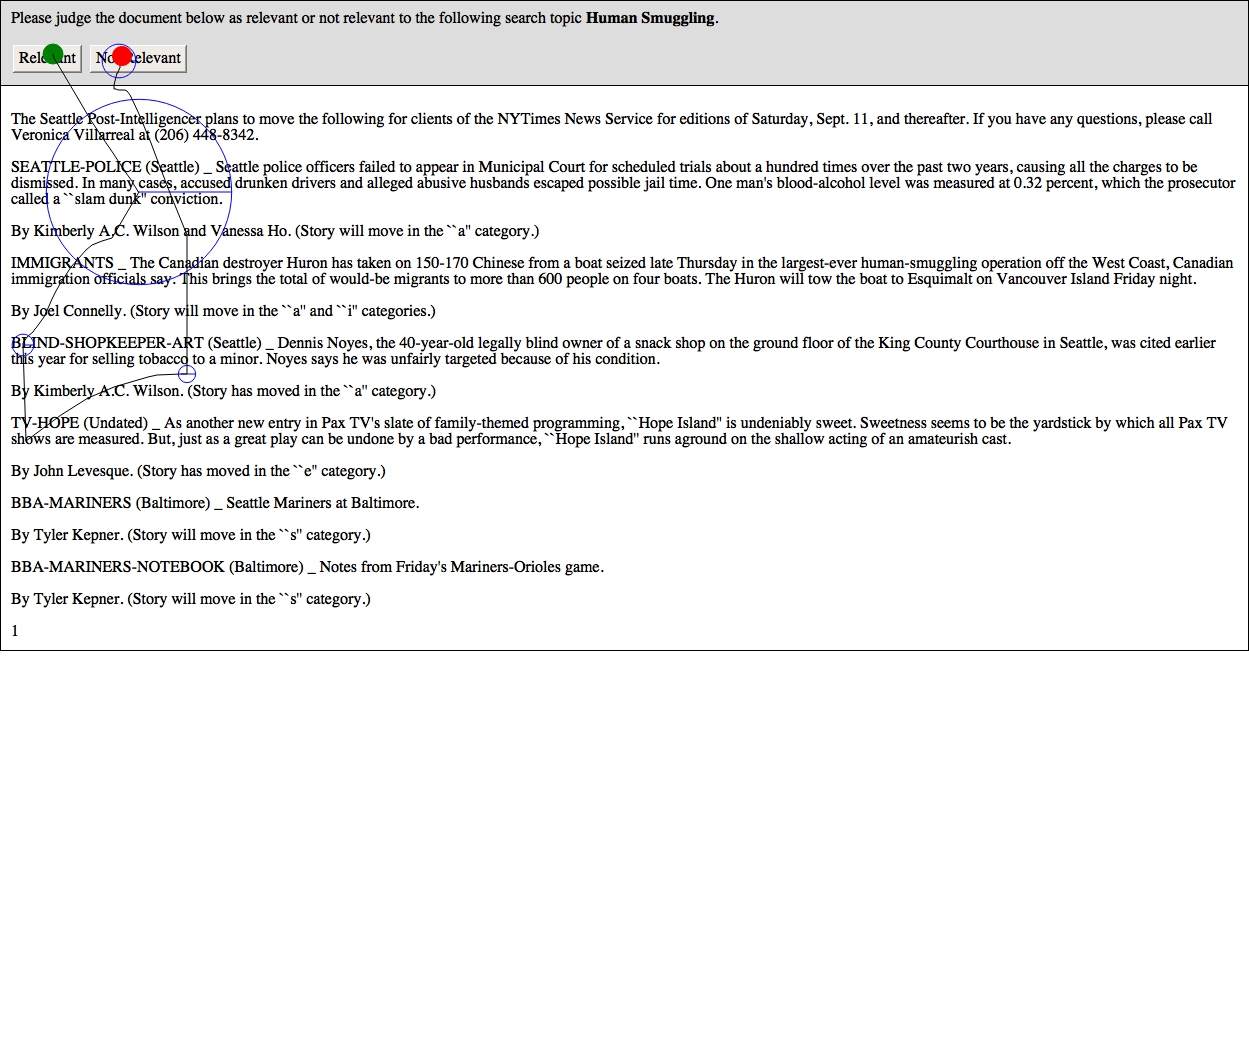 Please judge the document below as relevant or not relevant to the following search topic Human Smuggling.
Relevant Not Relevant
The Seattle Post-Intelligencer plans to move the following for clients of the NYTimes News Service for editions of Saturday, Sept. 11, and thereafter. If you have any questions, please call
Veronica Villarreal at (206) 448-8342.
SEATTLE-POLICE (Seattle) _ Seattle police officers failed to appear in Municipal Court for scheduled trials about a hundred times over the past two years, causing all the charges to be
dismissed. In many cases, accused drunken drivers and alleged abusive husbands escaped possible jail time. One man's blood-alcohol level was measured at 0.32 percent, which the prosecutor
called a ``slam dunk'' conviction.
By Kimberly A.C. Wilson and Vanessa Ho. (Story will move in the ``a'' category.)
IMMIGRANTS _ The Canadian destroyer Huron has taken on 150-170 Chinese from a boat seized late Thursday in the largest-ever human-smuggling operation off the West Coast, Canadian
immigration officials say. This brings the total of would-be migrants to more than 600 people on four boats. The Huron will tow the boat to Esquimalt on Vancouver Island Friday night.
By Joel Connelly. (Story will move in the ``a'' and ``i'' categories.)
BLIND-SHOPKEEPER-ART (Seattle) _ Dennis Noyes, the 40-year-old legally blind owner of a snack shop on the ground floor of the King County Courthouse in Seattle, was cited earlier
this year for selling tobacco to a minor. Noyes says he was unfairly targeted because of his condition.
By Kimberly A.C. Wilson. (Story has moved in the ``a'' category.)
TV-HOPE (Undated) _ As another new entry in Pax TV's slate of family-themed programming, ``Hope Island'' is undeniably sweet. Sweetness seems to be the yardstick by which all Pax TV
shows are measured. But, just as a great play can be undone by a bad performance, ``Hope Island'' runs aground on the shallow acting of an amateurish cast.
By John Levesque. (Story has moved in the ``e'' category.)
BBA-MARINERS (Baltimore) _ Seattle Mariners at Baltimore.
By Tyler Kepner. (Story will move in the ``s'' category.)
BBA-MARINERS-NOTEBOOK (Baltimore) _ Notes from Friday's Mariners-Orioles game.
By Tyler Kepner. (Story will move in the ``s'' category.)
1